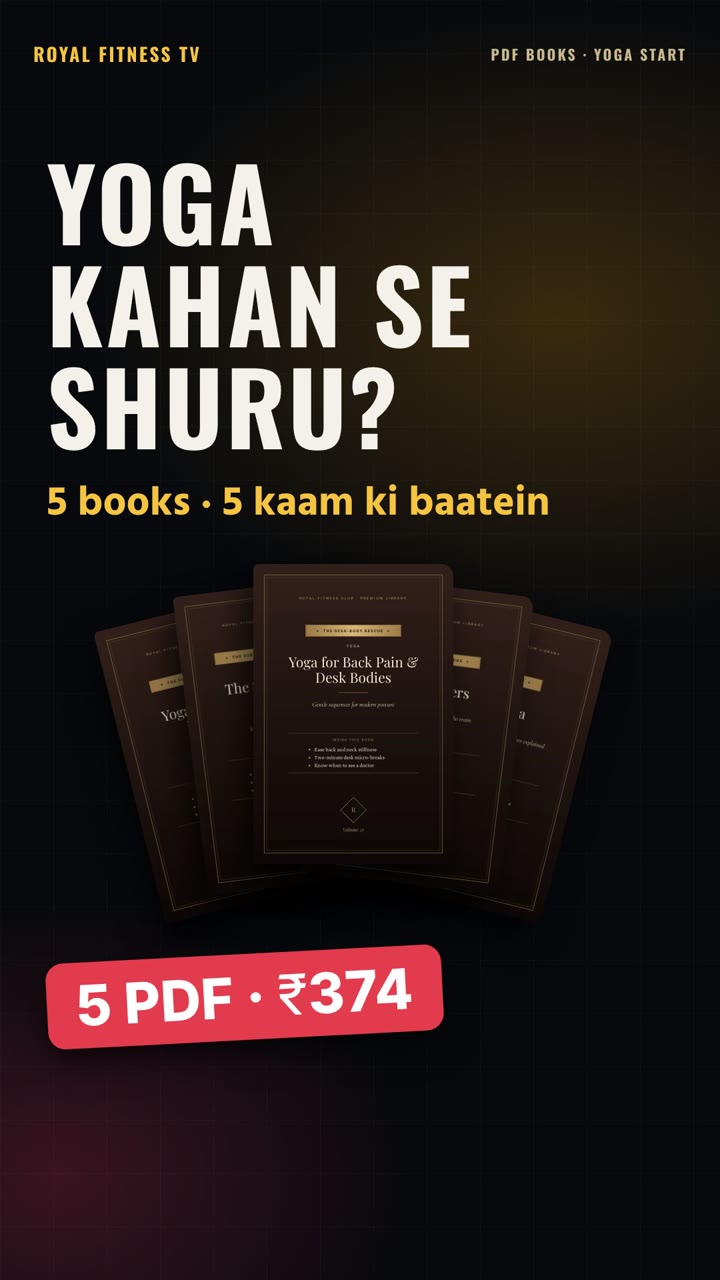 ROYAL FITNESS TV
PDF BOOKS · YOGA START
YOGA
KAHAN SE
SHURU?
5 books · 5 kaam ki baatein
ROYAL FITNESS CLUB · PREMIUM LIBRARY
THE DESK-BODY RESCUE
YOGA
Yoga for Back Pain &
Desk Bodies
Gentle sequences for modern posture
INSIDE THIS BOOK
• Ease back and neck stiffness
• Two-minute desk micro-breaks
• Know when to see a doctor
R
The
5 PDF · ₹374